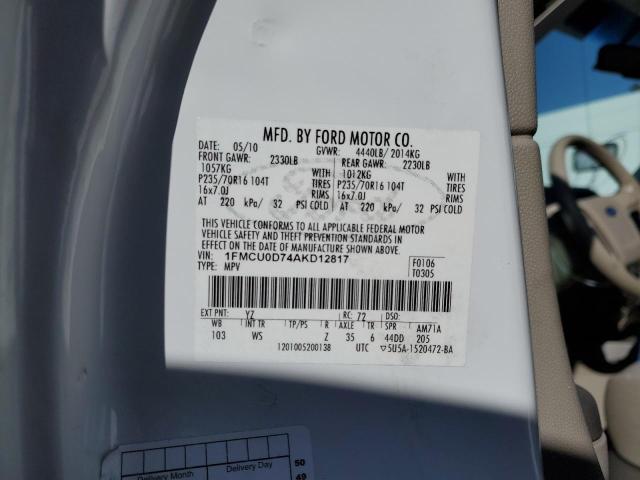 MFD. BY FORD MOTOR CO.
DATE: 05/10 GVWR: 4440LB/ 2014KG
FRONT GAWR: 2330LB REAR GAWR: 2230LB
1057KG WITH 1012KG WITH
P235/70R16 104T TIRES P235/70R16 104T TIRES
16x7.0J RIMS 16x7.0J RIMS
AT 220 kPa/ 32 PSI COLD AT 220 kPa/ 32 PSI COLD
THIS VEHICLE CONFORMS TO ALL APPLICABLE FEDERAL MOTOR
VEHICLE SAFETY AND THEFT PREVENTION STANDARDS IN
EFFECT ON THE DATE OF MANUFACTURE SHOWN ABOVE.
VIN: 1FMCU0D74AKD12817 F0106
TYPE: MPV T0305
EXT PNT: YZ RC: 72 DSO:
WB INT TR TP/PS R AXLE TR SPR AM71A
103 WS Z 35 6 44DD 205
1201005200138 UTC ▽5U5A-1520472-BA
Delivery Month Delivery Day
50
49